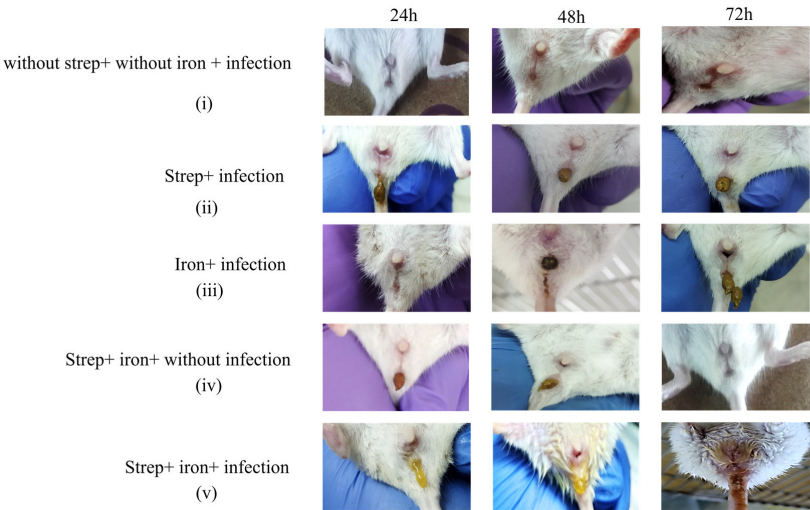 24h 48h 72h
without strep+ without iron + infection
(i)
Strep+ infection
(ii)
Iron+ infection
(iii)
Strep+ iron+ without infection
(iv)
Strep+ iron+ infection
(v)